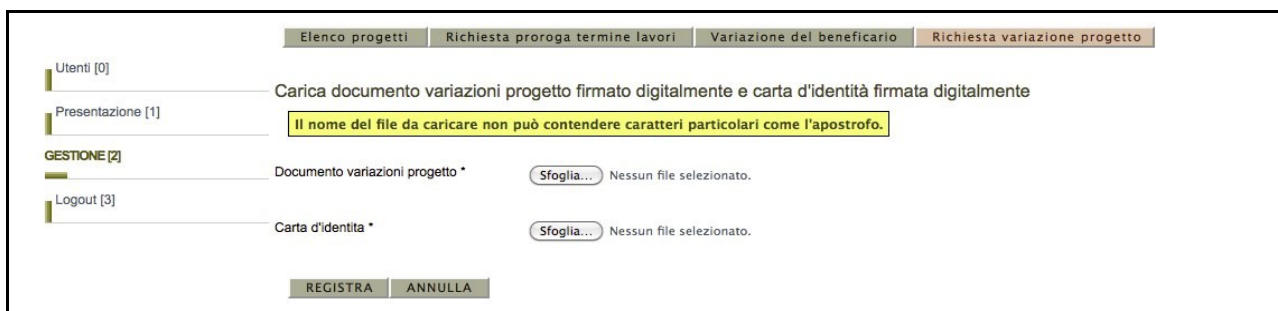 Elenco progetti Richiesta proroga termine lavori Variazione del beneficario Richiesta variazione progetto
Utenti [0]
Presentazione [1]
GESTIONE [2]
Logout [3]
Carica documento variazioni progetto firmato digitalmente e carta d'identità firmata digitalmente
Il nome del file da caricare non può contendere caratteri particolari come l'apostrofo.
Documento variazioni progetto * Sfoglia... Nessun file selezionato.
Carta d'identita * Sfoglia... Nessun file selezionato.
REGISTRA ANNULLA